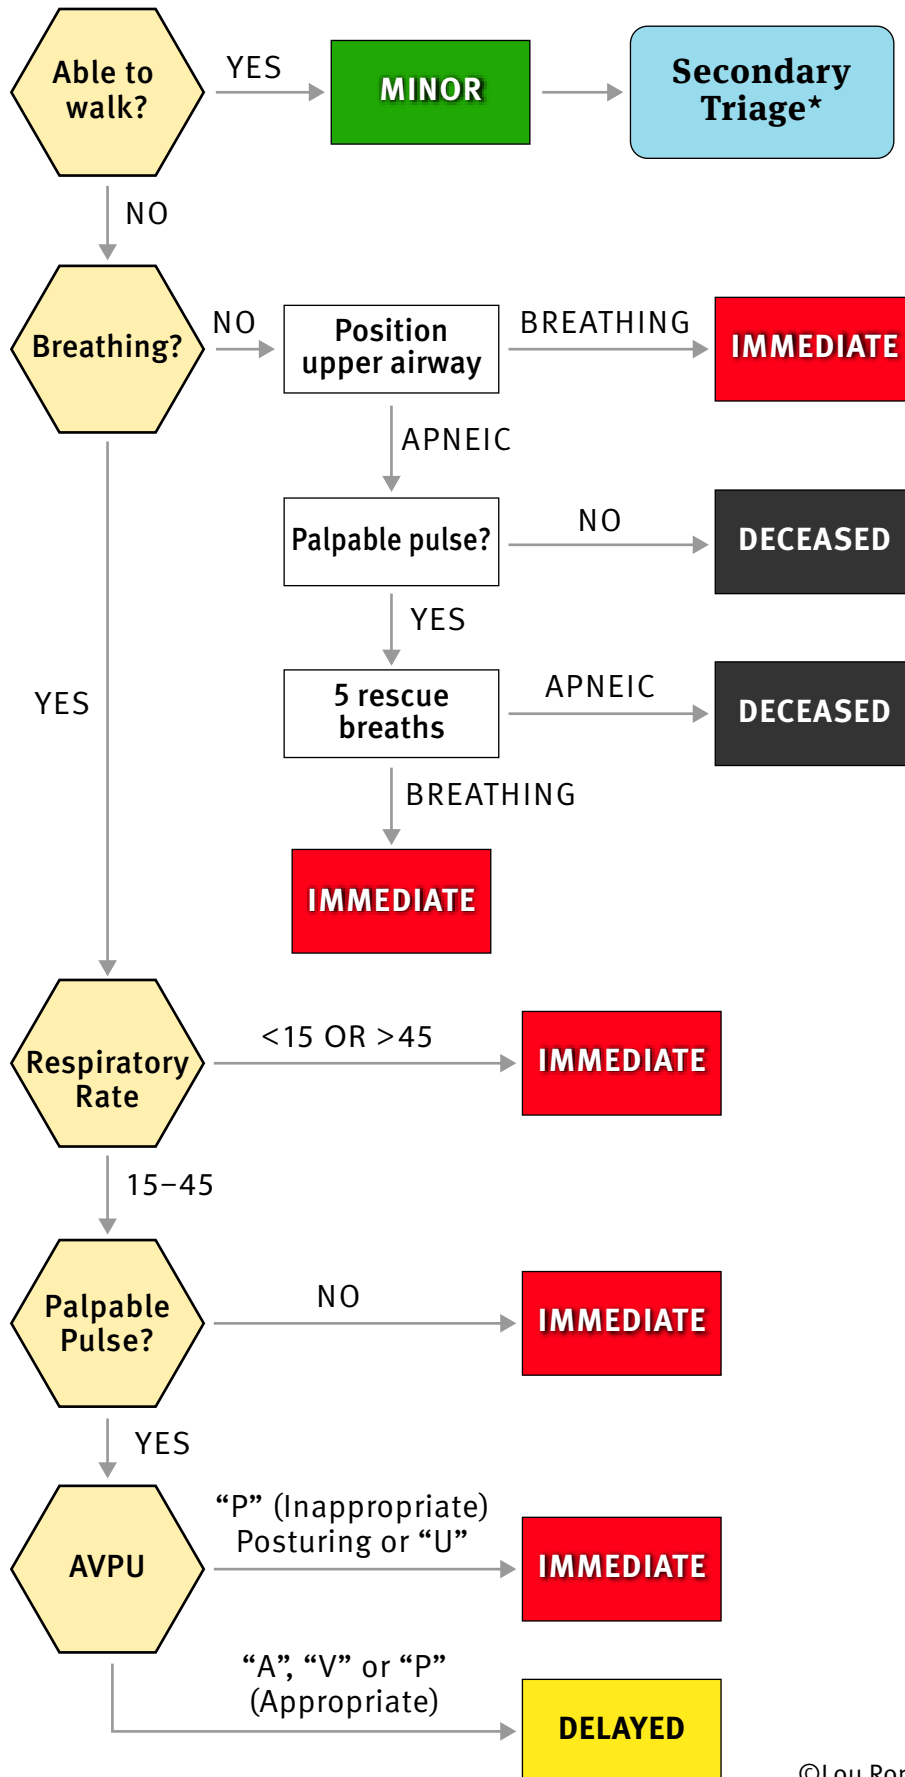 Able to
walk?
YES
MINOR
Secondary
Triage*
NO
Breathing?
NO
Position
upper airway
BREATHING
IMMEDIATE
APNEIC
Palpable pulse?
NO
DECEASED
YES
5 rescue
breaths
APNEIC
DECEASED
BREATHING
IMMEDIATE
YES
Respiratory
Rate
<15 OR >45
IMMEDIATE
15–45
Palpable
Pulse?
NO
IMMEDIATE
YES
AVPU
“P” (Inappropriate)
Posturing or “U”
IMMEDIATE
“A”, “V” or “P”
(Appropriate)
DELAYED
©Lou